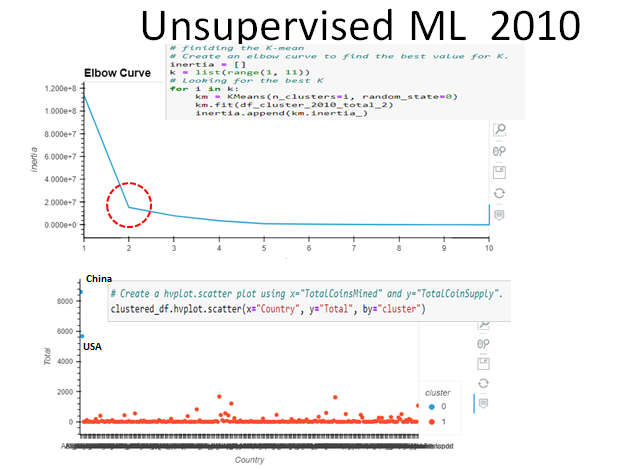 Unsupervised ML 2010
# finiding the K-mean
# Create an elbow curve to find the best value for K.
inertia = []
k = list(range(1, 11))
# Looking for the best K
for i in k:
km = KMeans(n_clusters=i, random_state=0)
km.fit(df_cluster_2010_total_2)
inertia.append(km.inertia_)
Elbow Curve
1.200e+8
1.000e+8
8.000e+7
6.000e+7
4.000e+7
2.000e+7
0.000e+0
inertia
1 2 3 4 5 6 7 8 9 10
China
# Create a hvplot.scatter plot using x="TotalCoinsMined" and y="TotalCoinSupply".
clustered_df.hvplot.scatter(x="Country", y="Total", by="cluster")
8000
6000
USA
4000
2000
0
Total
cluster
0
1
Country